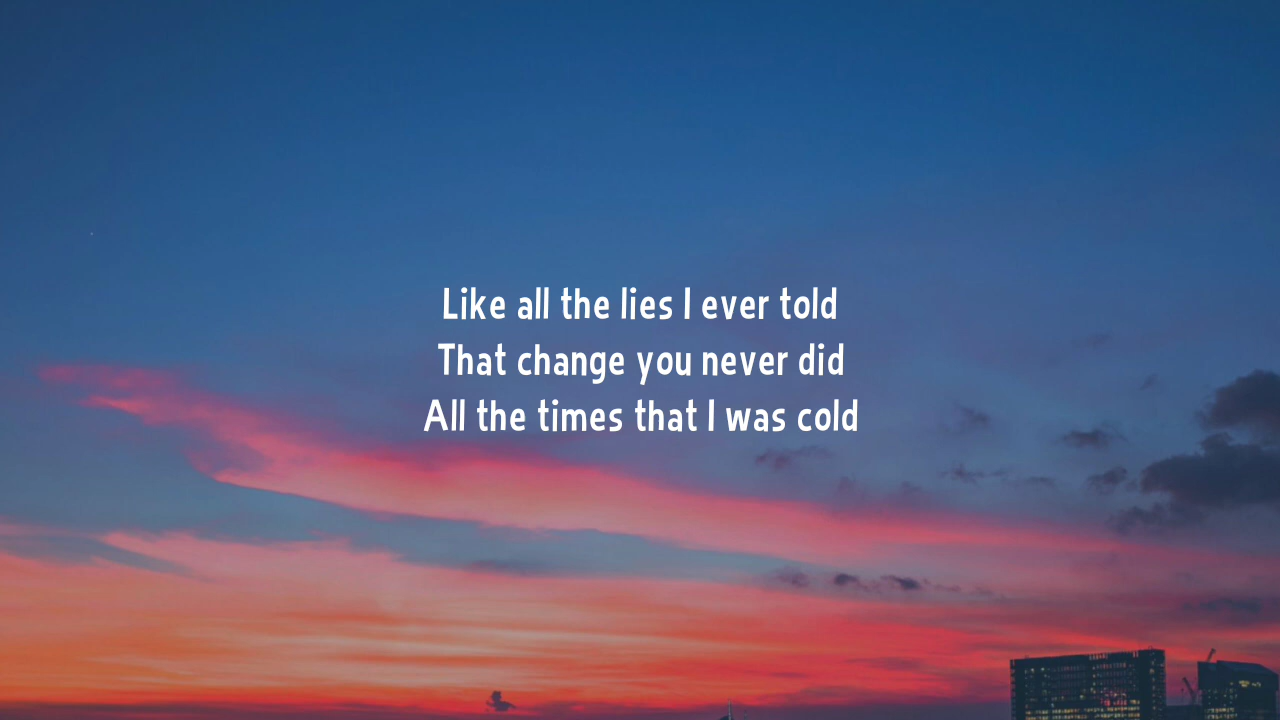 Like all the lies I ever told
That change you never did
All the times that I was cold